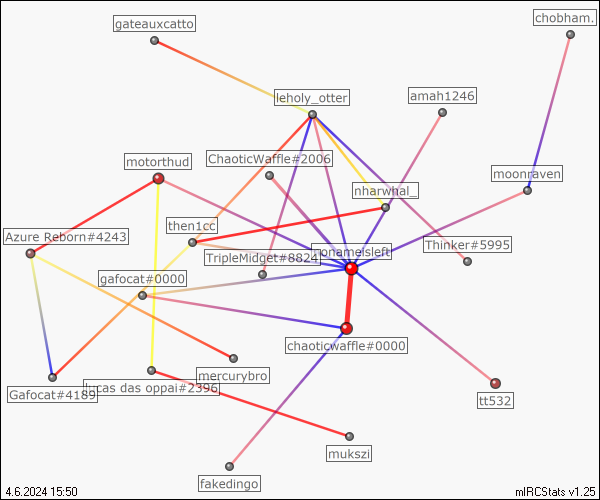 chobham.
gateauxcatto
leholy_otter
amah1246
motorthud
ChaoticWaffle#2006
moonraven
nharwhal_
then1cc
Azure Reborn#4243
nonameisleft
Thinker#5995
TripleMidget#8824
gafocat#0000
chaoticwaffle#0000
mercurybro
Gafocat#4189
lucas das oppai#2396
tt532
mukszi
fakedingo
4.6.2024 15:50
mIRCStats v1.25